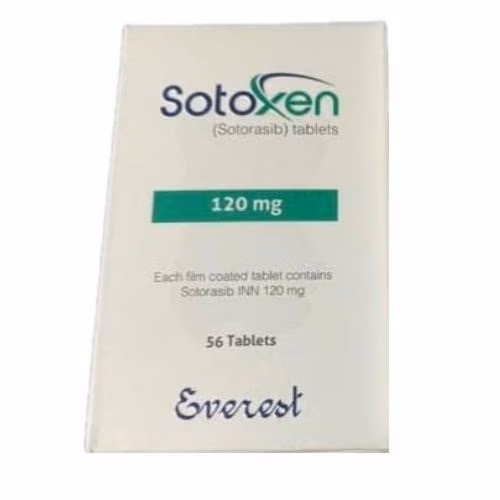 Sotoxen
(Sotorasib) tablets
120 mg
Each film coated tablet contains
Sotorasib INN 120 mg
56 Tablets
Everest